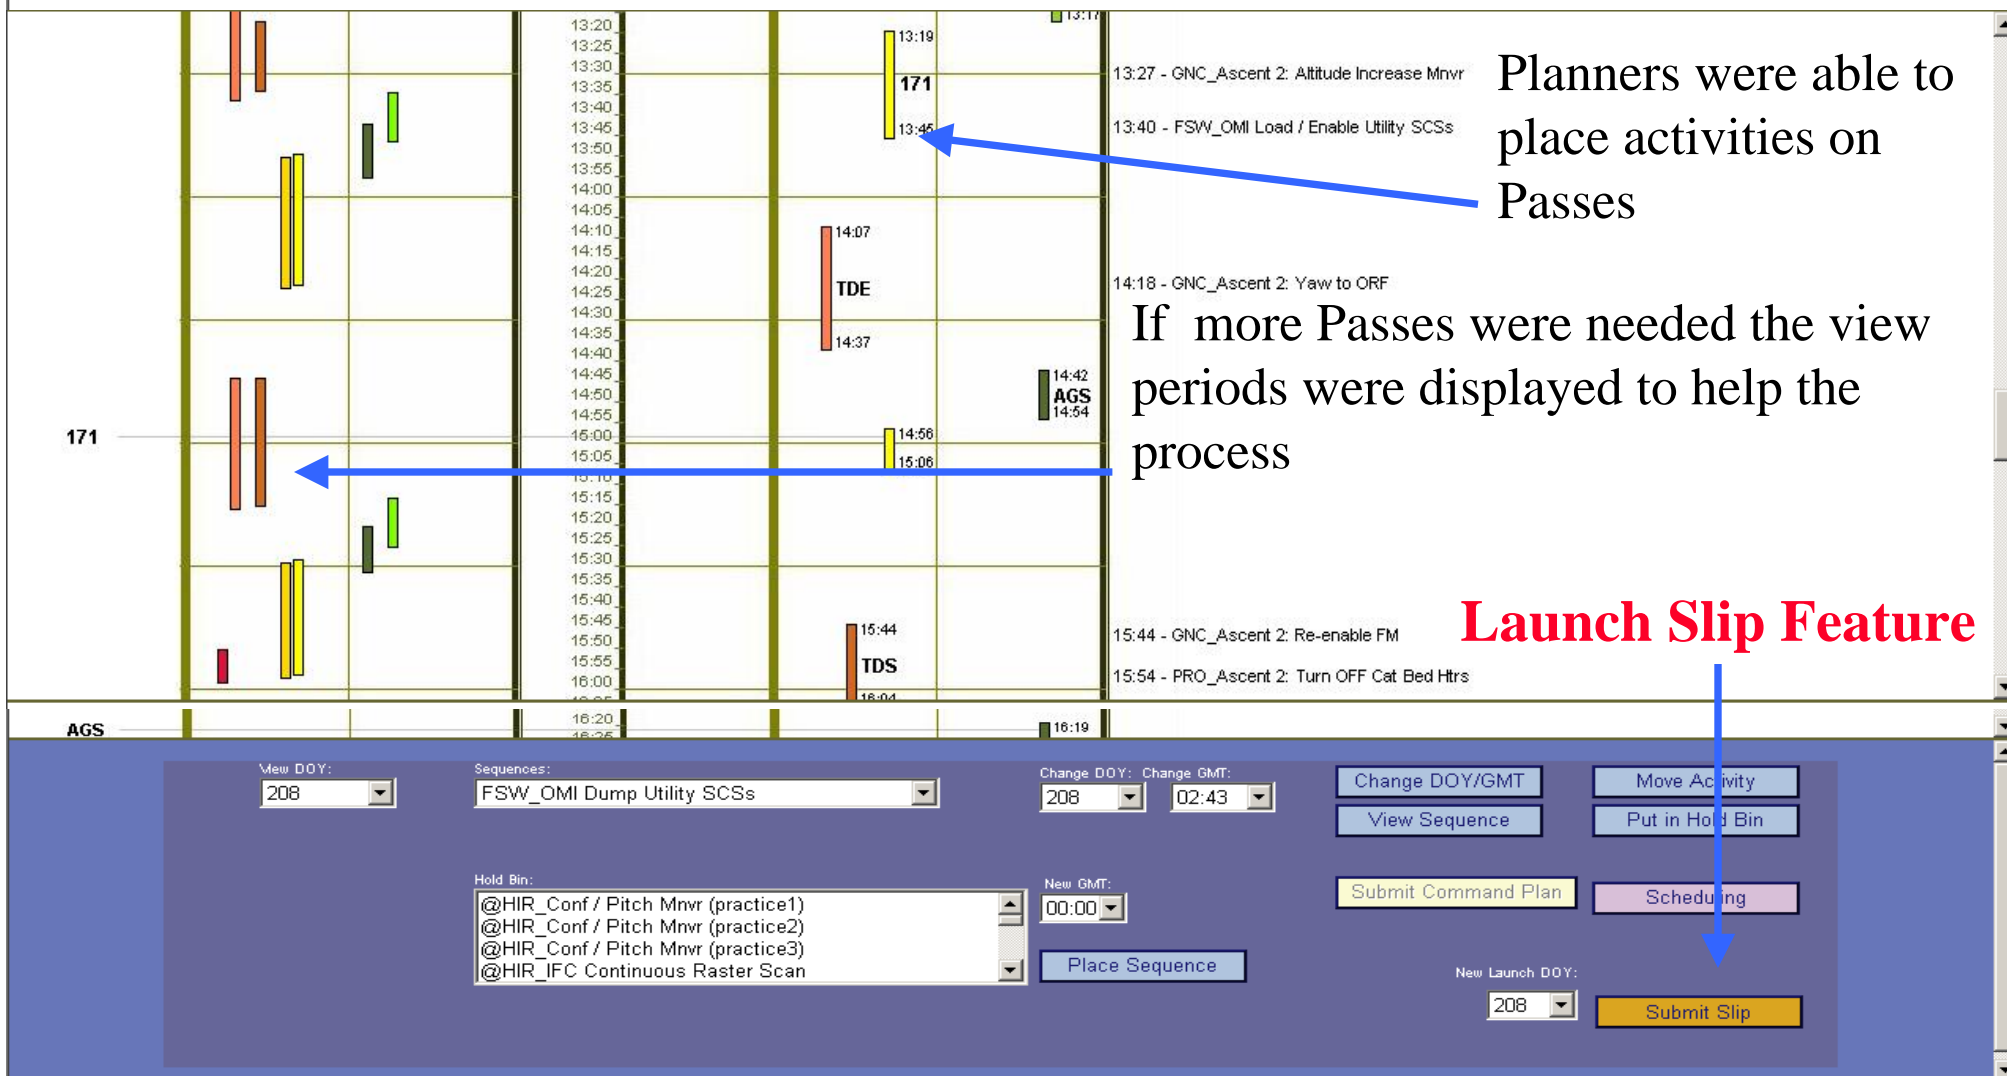 13:20
13:25
13:30
13:35
13:40
13:45
13:50
13:55
14:00
14:05
14:10
14:15
14:20
14:25
14:30
14:35
14:40
14:45
14:50
14:55
15:00
15:05
15:10
15:15
15:20
15:25
15:30
15:35
15:40
15:45
15:50
15:55
16:00
171
13:17
13:19
171
13:45
14:07
TDE
14:37
14:42
AGS
14:54
14:56
15:06
15:44
TDS
16:04
13:27 - GNC_Ascent 2: Altitude Increase Mnvr
13:40 - FSW_OMI Load / Enable Utility SCSs
14:18 - GNC_Ascent 2: Yaw to ORF
15:44 - GNC_Ascent 2: Re-enable FM
15:54 - PRO_Ascent 2: Turn OFF Cat Bed Htrs
Planners were able to
place activities on
Passes
If more Passes were needed the view
periods were displayed to help the
process
Launch Slip Feature
AGS
16:20
16:25
16:19
View DOY:
208
Sequences:
FSW_OMI Dump Utility SCSs
Change DOY: Change GMT:
208 02:43
Change DOY/GMT
Move Activity
View Sequence
Put in Hold Bin
Hold Bin:
@HIR_Conf / Pitch Mnvr (practice1)
@HIR_Conf / Pitch Mnvr (practice2)
@HIR_Conf / Pitch Mnvr (practice3)
@HIR_IFC Continuous Raster Scan
New GMT:
00:00
Place Sequence
Submit Command Plan
Scheduling
New Launch DOY:
208
Submit Slip